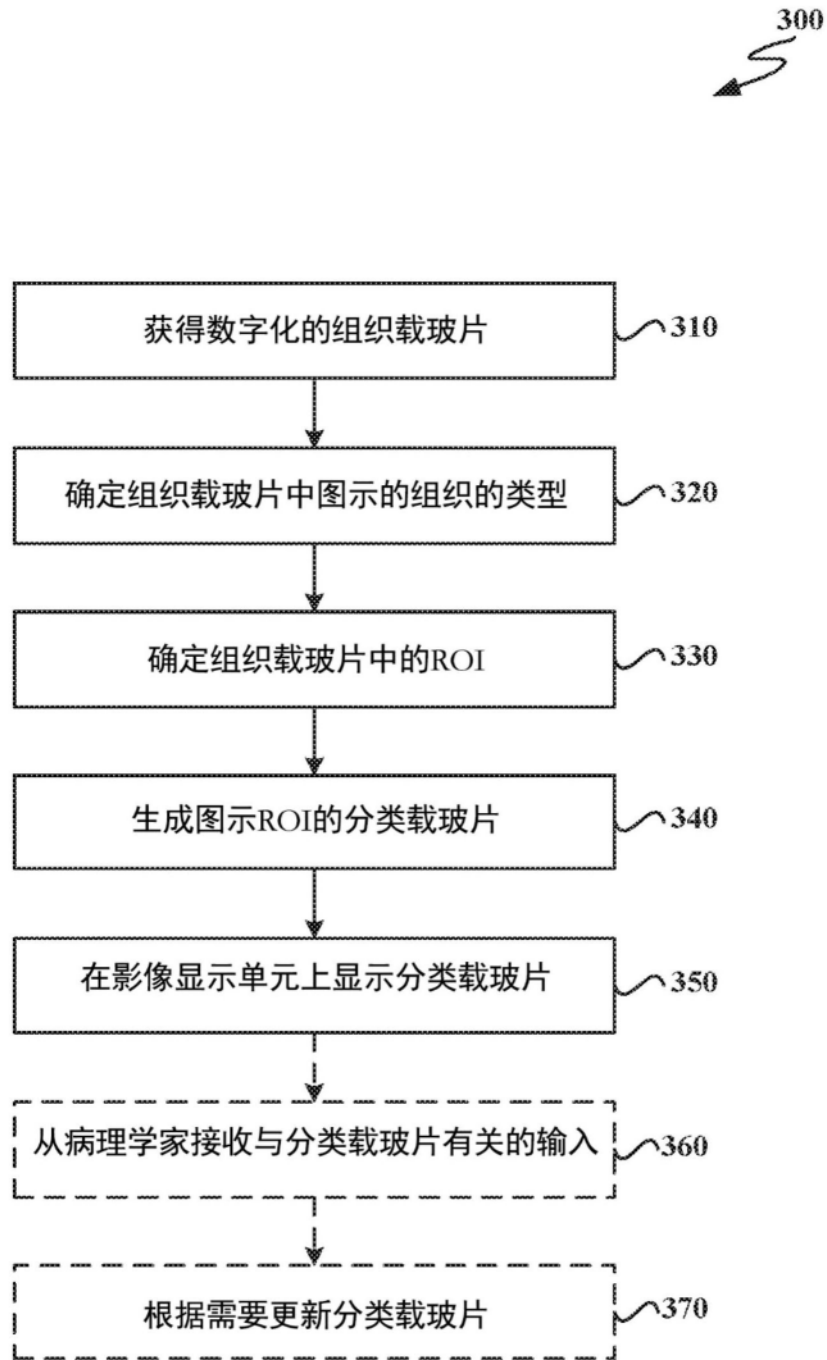 300
获得数字化的组织载玻片 310
确定组织载玻片中图示的组织的类型 320
确定组织载玻片中的ROI 330
生成图示ROI的分类载玻片 340
在影像显示单元上显示分类载玻片 350
从病理学家接收与分类载玻片有关的输入 360
根据需要更新分类载玻片 370